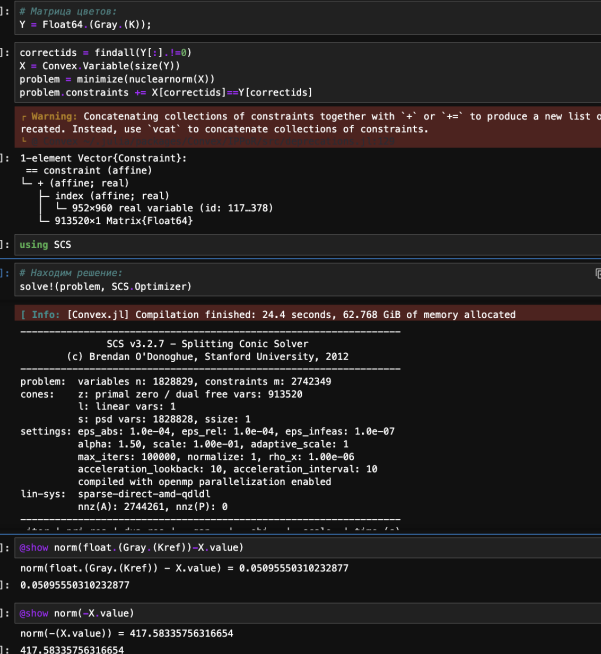 ]: # Матрица цветов:
Y = Float64.(Gray.(K));
]: correctids = findall(Y[:].!=0)
X = Convex.Variable(size(Y))
problem = minimize(nuclearnorm(X))
problem.constraints += X[correctids]==Y[correctids]
┌ Warning: Concatenating collections of constraints together with `+` or `+=` to produce a new list o
recated. Instead, use `vcat` to concatenate collections of constraints.
└
]: 1-element Vector{Constraint}:
== constraint (affine)
└─ + (affine; real)
├─ index (affine; real)
│ └─ 952×960 real variable (id: 117…378)
└─ 913520×1 Matrix{Float64}
]: using SCS
]: # Находим решение:
solve!(problem, SCS.Optimizer)
[ Info: [Convex.jl] Compilation finished: 24.4 seconds, 62.768 GiB of memory allocated
------------------------------------------------------------------
SCS v3.2.7 - Splitting Conic Solver
(c) Brendan O'Donoghue, Stanford University, 2012
------------------------------------------------------------------
problem: variables n: 1828829, constraints m: 2742349
cones: z: primal zero / dual free vars: 913520
l: linear vars: 1
s: psd vars: 1828828, ssize: 1
settings: eps_abs: 1.0e-04, eps_rel: 1.0e-04, eps_infeas: 1.0e-07
alpha: 1.50, scale: 1.00e-01, adaptive_scale: 1
max_iters: 100000, normalize: 1, rho_x: 1.00e-06
acceleration_lookback: 10, acceleration_interval: 10
compiled with openmp parallelization enabled
lin-sys: sparse-direct-amd-qdldl
nnz(A): 2744261, nnz(P): 0
------------------------------------------------------------------
]: @show norm(float.(Gray.(Kref))-X.value)
norm(float.(Gray.(Kref)) - X.value) = 0.05095550310232877
]: 0.05095550310232877
]: @show norm(-X.value)
norm(-(X.value)) = 417.58335756316654
]: 417.58335756316654